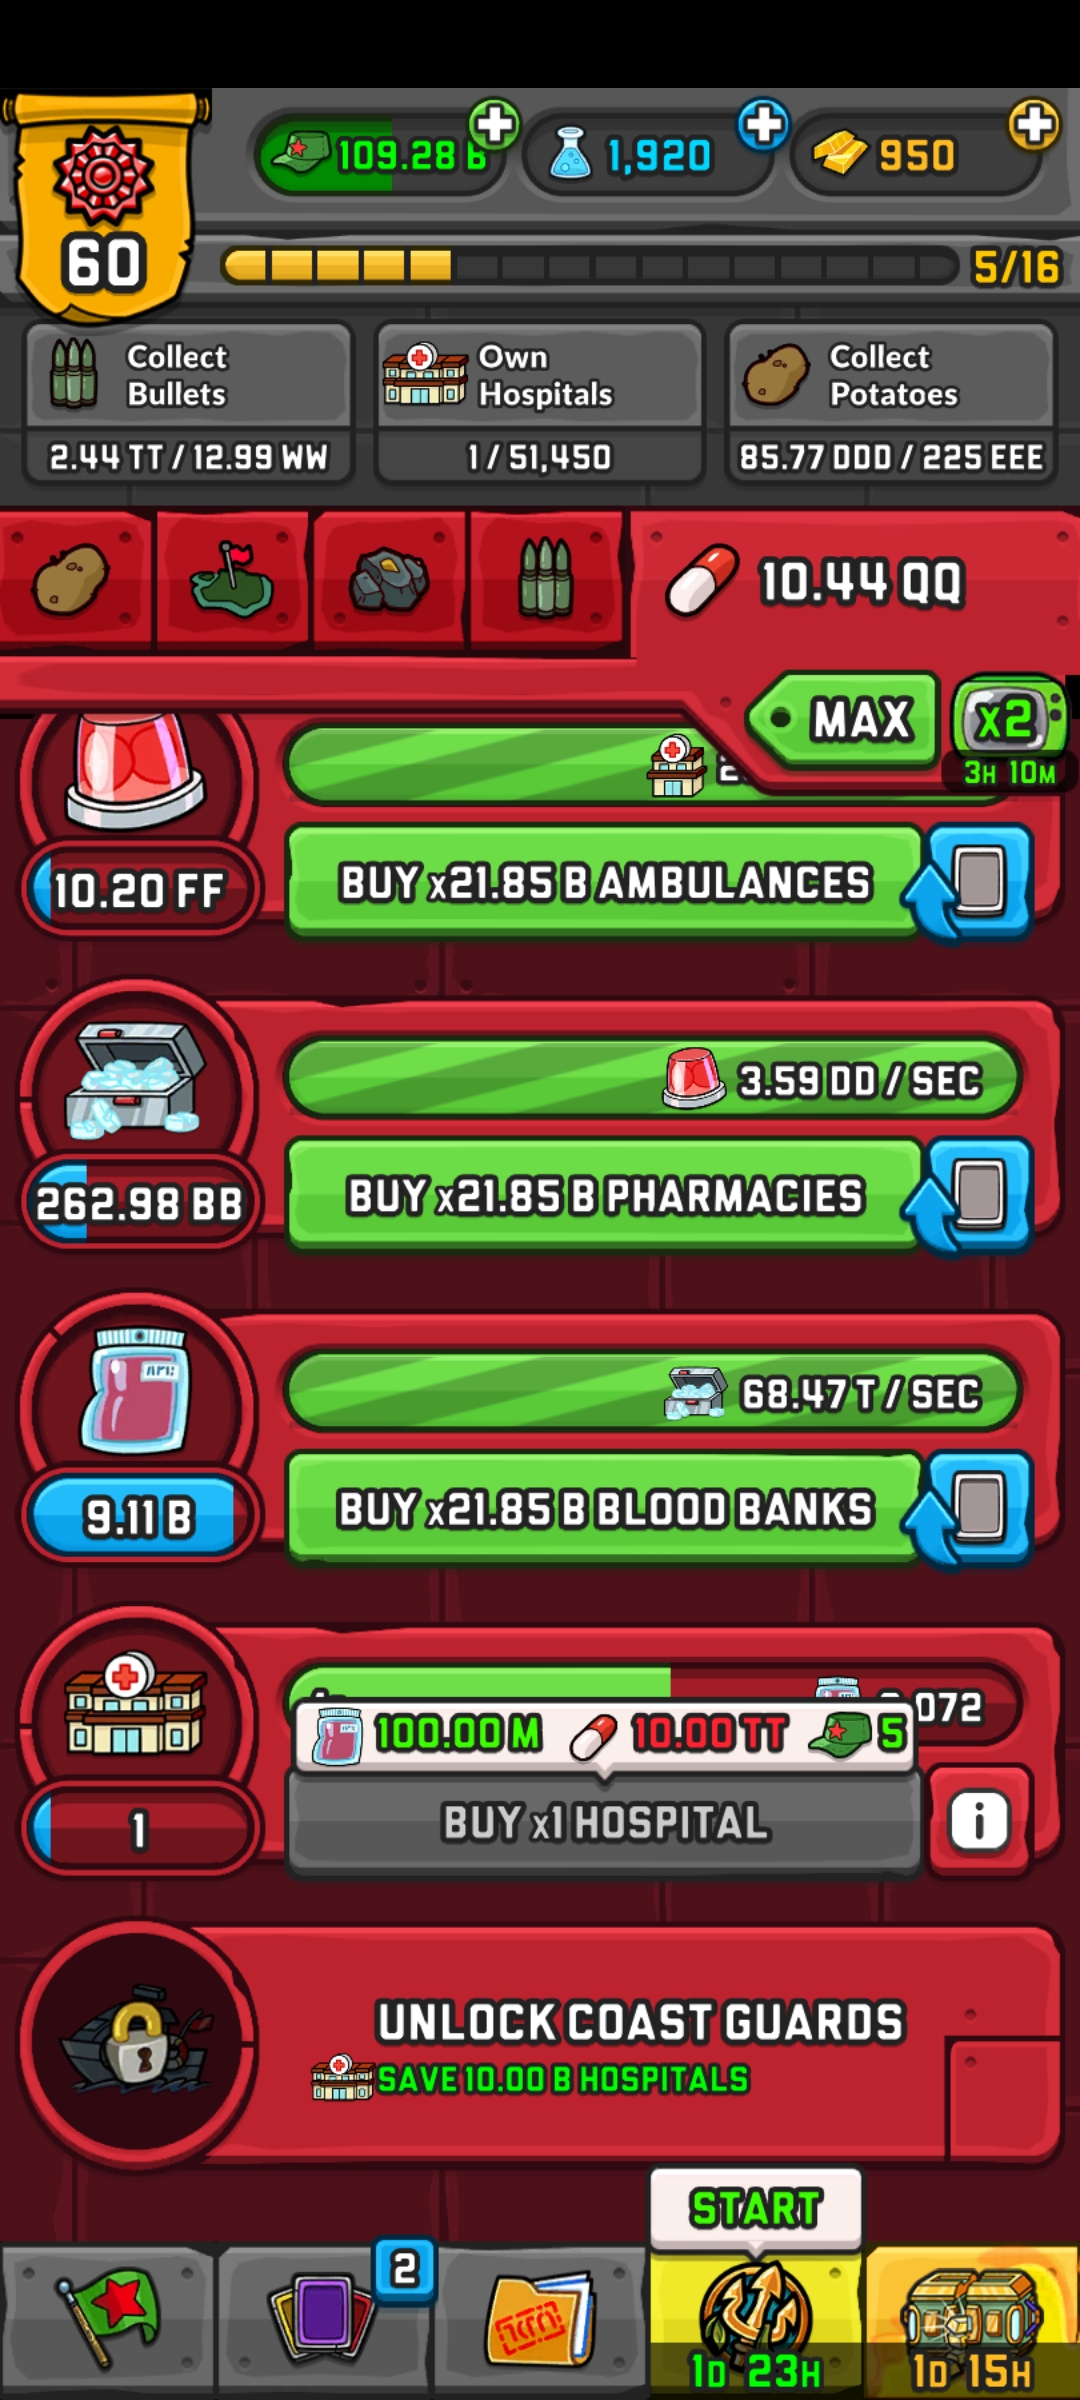 109.28 B
1,920
950
60
5/16
Collect
Bullets
2.44 TT / 12.99 WW
Own
Hospitals
1 / 51,450
Collect
Potatoes
85.77 DDD / 225 EEE
10.44 QQ
MAX
x2
3H 10M
10.20 FF
BUY x21.85 B AMBULANCES
3.59 DD / SEC
262.98 BB
BUY x21.85 B PHARMACIES
68.47 T / SEC
9.11 B
BUY x21.85 B BLOOD BANKS
072
100.00 M 10.00 TT 5
1
BUY x1 HOSPITAL
i
UNLOCK COAST GUARDS
SAVE 10.00 B HOSPITALS
START
2
1D 23H
1D 15H